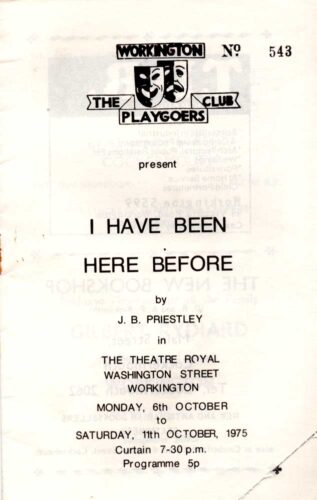 WORKINGTON
Nº 543
THE CLUB
PLAYGOERS
present
I HAVE BEEN
HERE BEFORE
by
J. B. PRIESTLEY
in
THE THEATRE ROYAL
WASHINGTON STREET
WORKINGTON
MONDAY, 6th OCTOBER
to
SATURDAY, 11th OCTOBER, 1975
Curtain 7-30 p.m.
Programme 5p